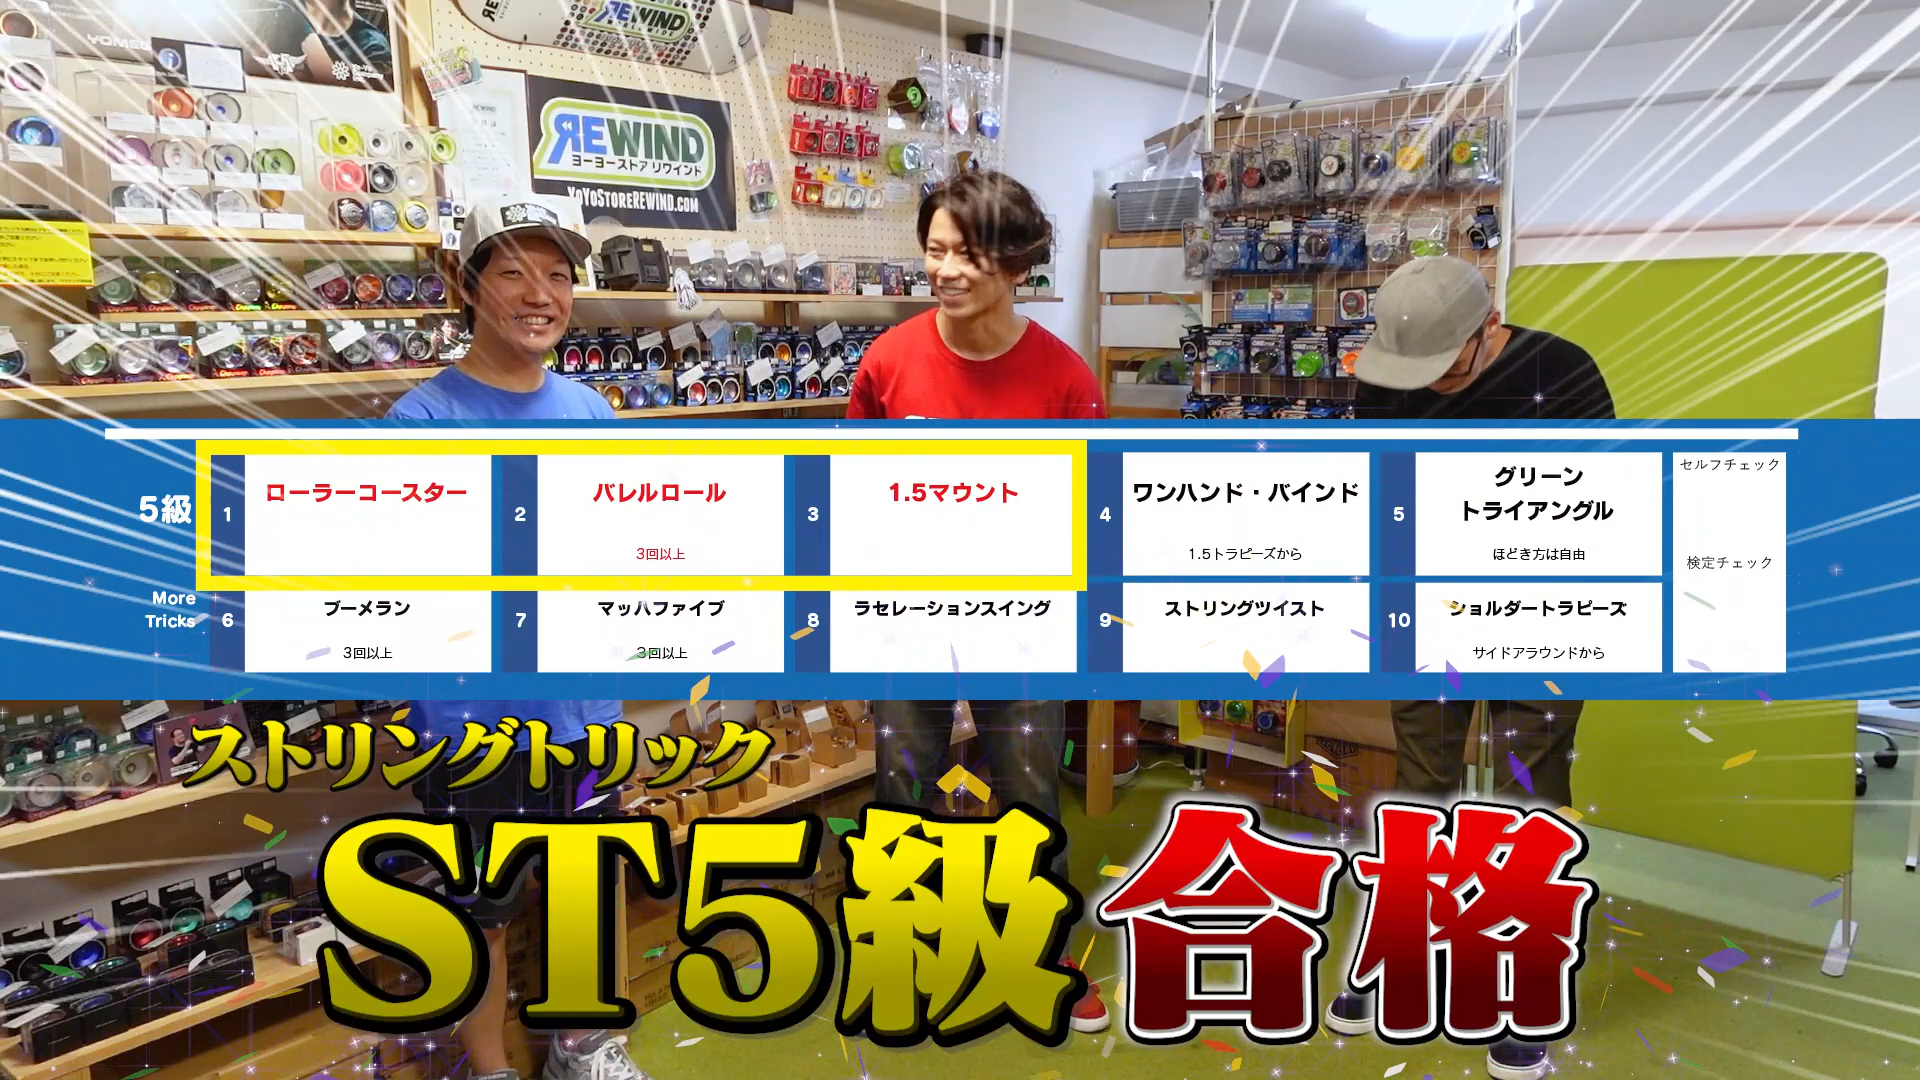 REWIND
YOMEGA
REWIND
ヨーヨーストア リワインド
YOYOSTOREREWIND.COM
5級
1
ローラーコースター
2
バレルロール
3回以上
3
1.5マウント
4
ワンハンド・バインド
1.5トラピーズから
5
グリーン
トライアングル
ほどき方は自由
セルフチェック
検定チェック
More
Tricks
6
ブーメラン
3回以上
7
マッハファイブ
3回以上
8
ラセレーションスイング
9
ストリングツイスト
10
ショルダートラピーズ
サイドアラウンドから
ストリングトリック
ST5級 合格